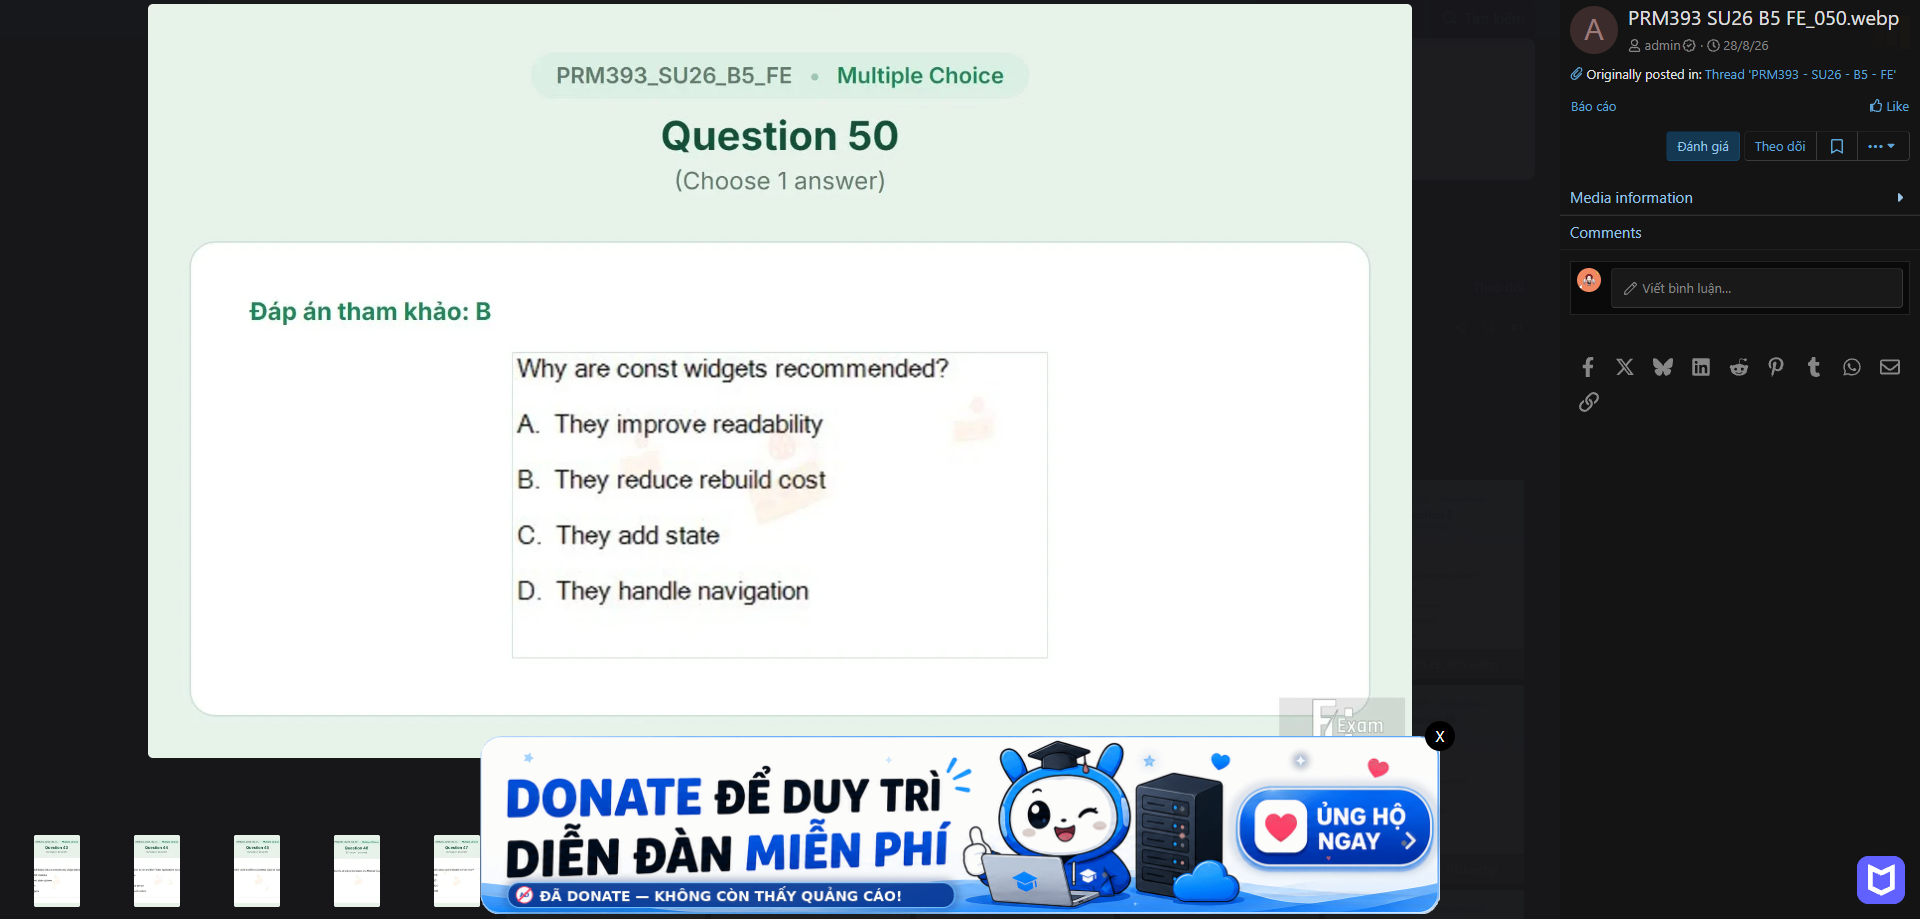 PRM393_SU26_B5_FE • Multiple Choice
Question 50
(Choose 1 answer)
Đáp án tham khảo: B
Why are const widgets recommended?
A. They improve readability
B. They reduce rebuild cost
C. They add state
D. They handle navigation
Exam
X
DONATE ĐỂ DUY TRÌ
DIỄN ĐÀN MIỄN PHÍ
ĐÃ DONATE — KHÔNG CÒN THẤY QUẢNG CÁO!
ỦNG HỘ
NGAY
A
PRM393 SU26 B5 FE_050.webp
admin · 28/8/26
Originally posted in: Thread 'PRM393 - SU26 - B5 - FE'
Báo cáo
Like
Đánh giá
Theo dõi
Media information
Comments
Viết bình luận...